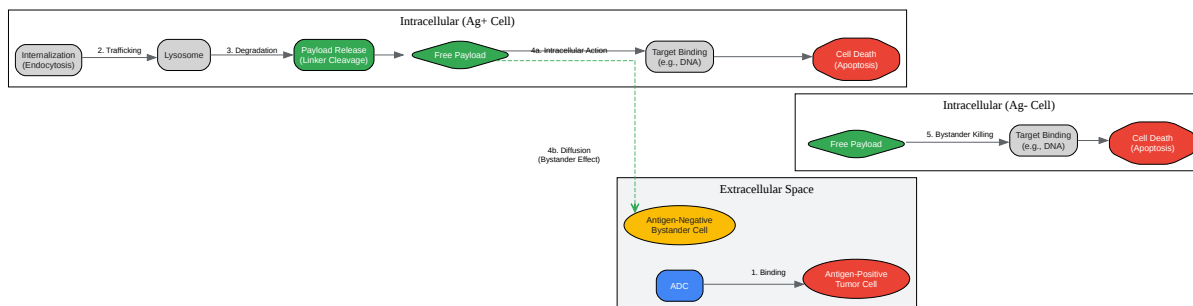 Intracellular (Ag+ Cell)
Internalization
(Endocytosis)
2. Trafficking
Lysosome
3. Degradation
Payload Release
(Linker Cleavage)
Free Payload
4a. Intracellular Action
Target Binding
(e.g., DNA)
Cell Death
(Apoptosis)
Intracellular (Ag- Cell)
Free Payload
5. Bystander Killing
Target Binding
(e.g., DNA)
Cell Death
(Apoptosis)
4b. Diffusion
(Bystander Effect)
Extracellular Space
Antigen-Negative
Bystander Cell
ADC
1. Binding
Antigen-Positive
Tumor Cell